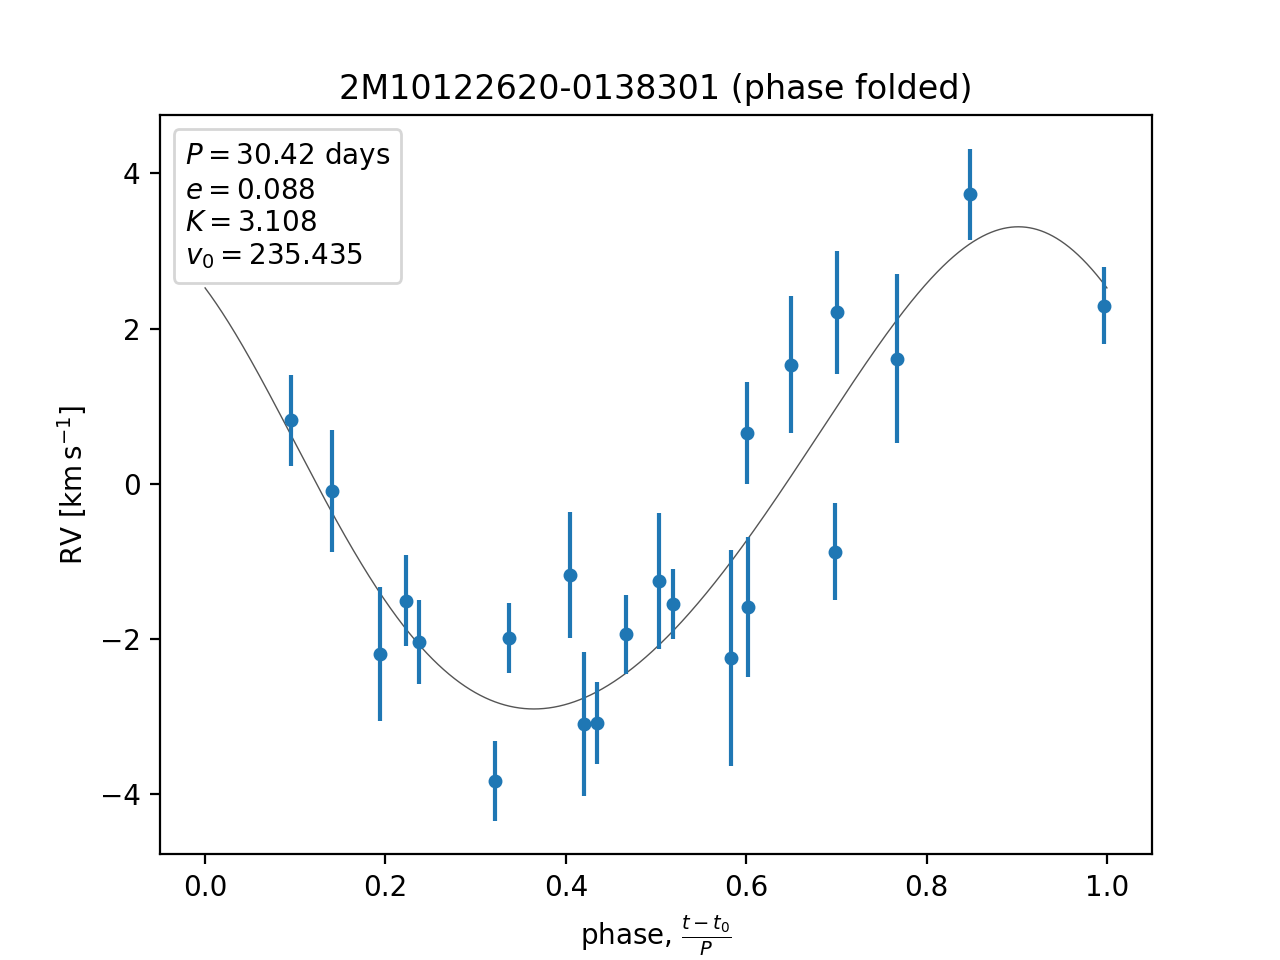 2M10122620-0138301 (phase folded)
P = 30.42 days
e = 0.088
K = 3.108
v₀ = 235.435
4
2
0
−2
−4
RV [km s⁻¹]
0.0 0.2 0.4 0.6 0.8 1.0
phase, (t − t₀)/P